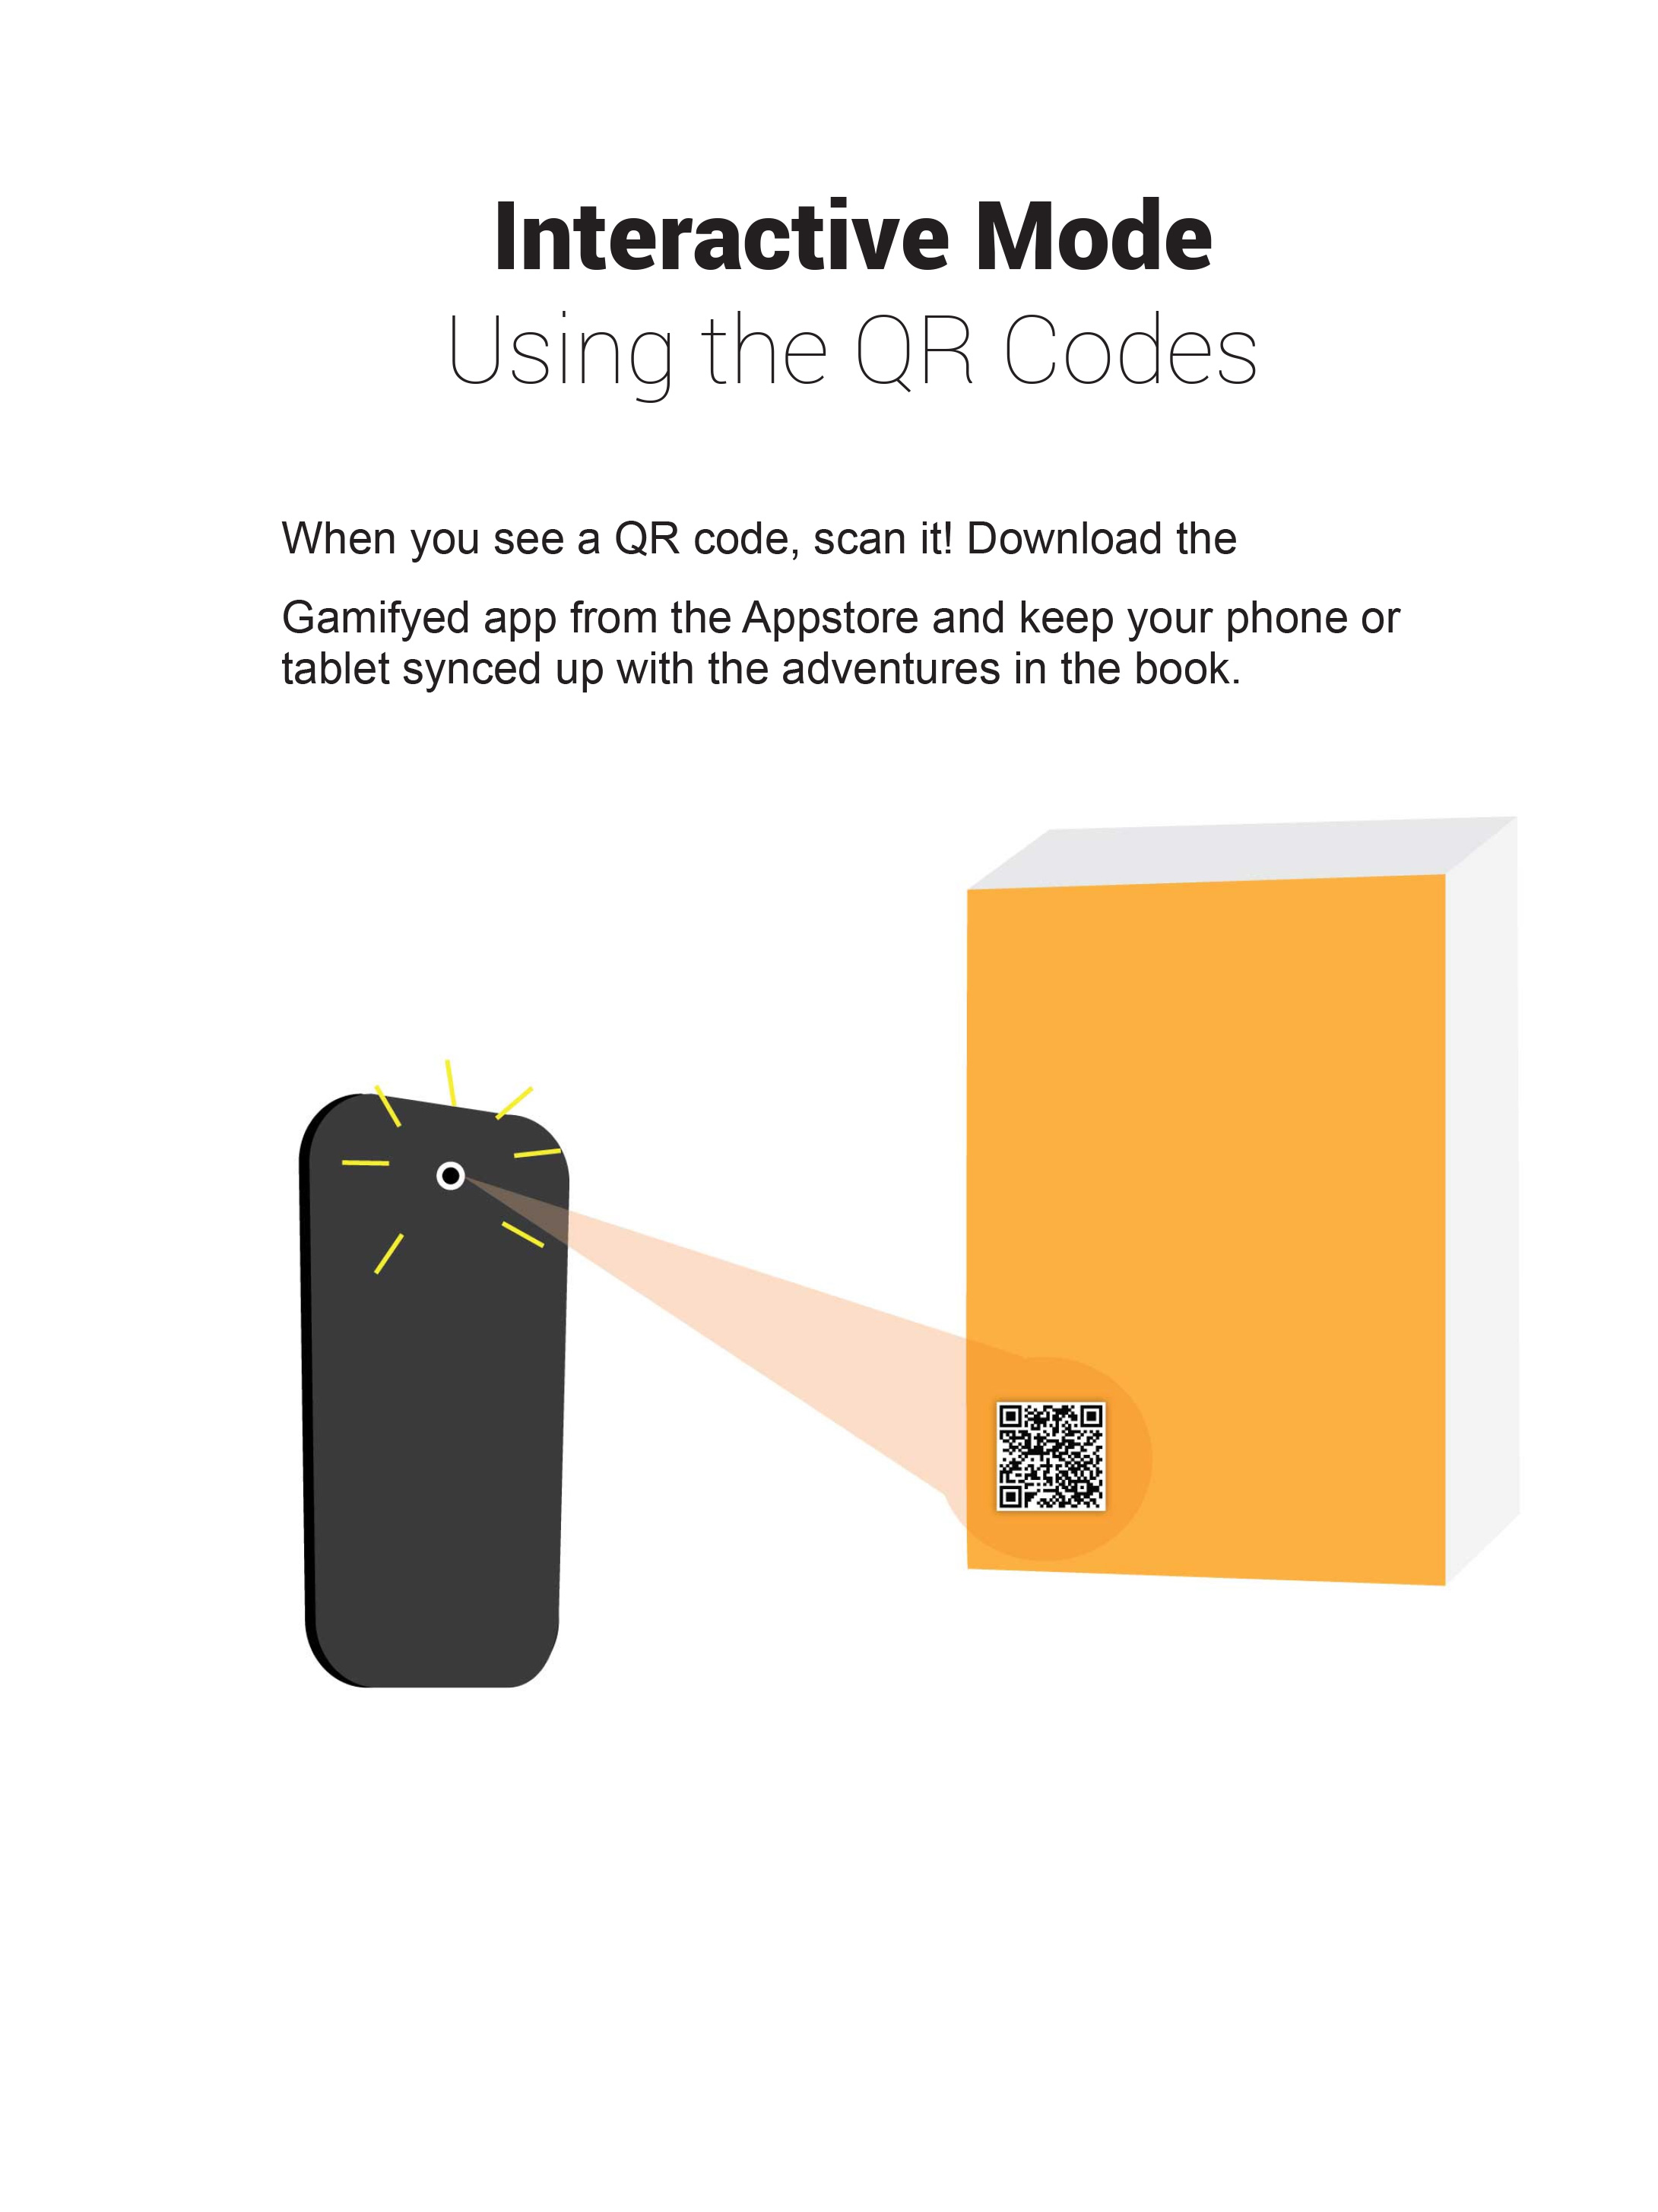 Interactive Mode
Using the QR Codes
When you see a QR code, scan it! Download the
Gamifyed app from the Appstore and keep your phone or
tablet synced up with the adventures in the book.